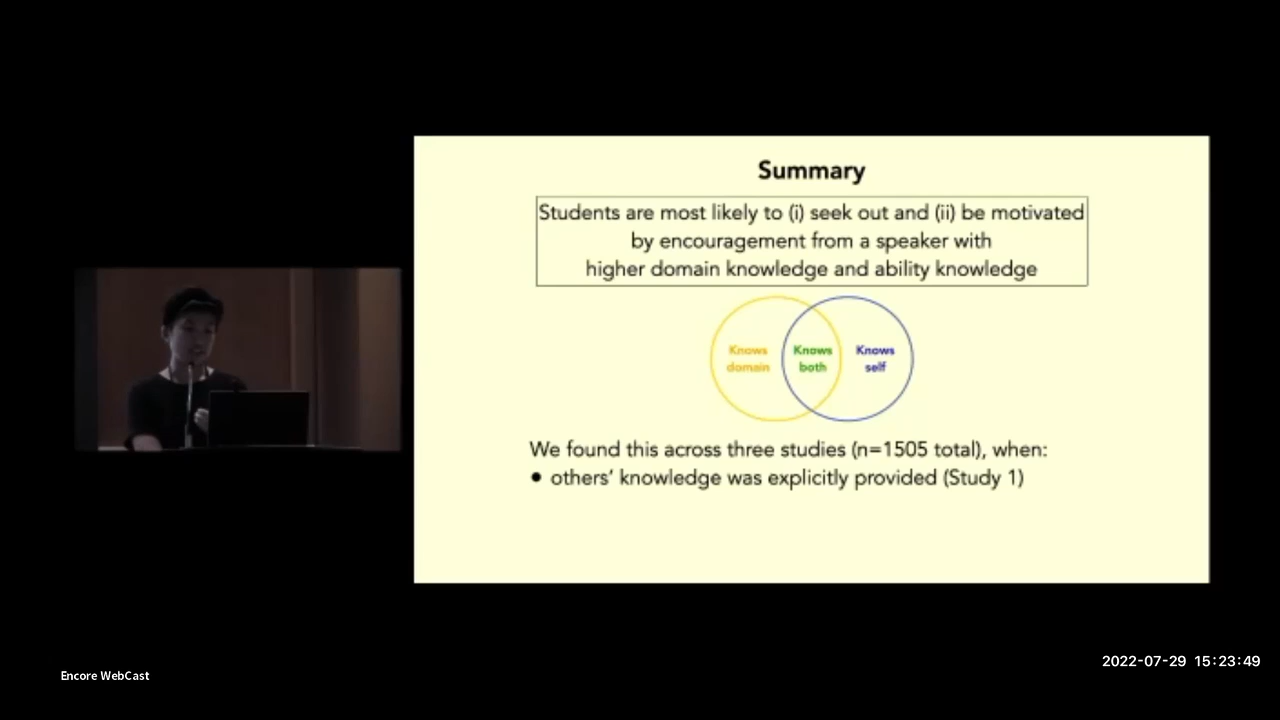 Summary
Students are most likely to (i) seek out and (ii) be motivated
by encouragement from a speaker with
higher domain knowledge and ability knowledge
Knows
domain
Knows
both
Knows
self
We found this across three studies (n=1505 total), when:
● others’ knowledge was explicitly provided (Study 1)
2022-07-29 15:23:49
Encore WebCast